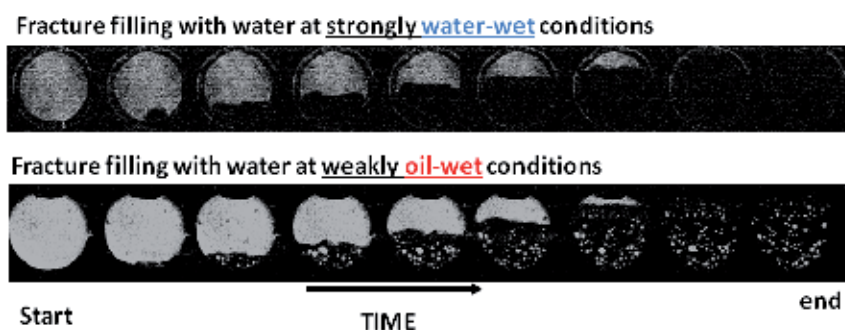 Fracture filling with water at strongly water-wet conditions
Fracture filling with water at weakly oil-wet conditions
Start
TIME
end